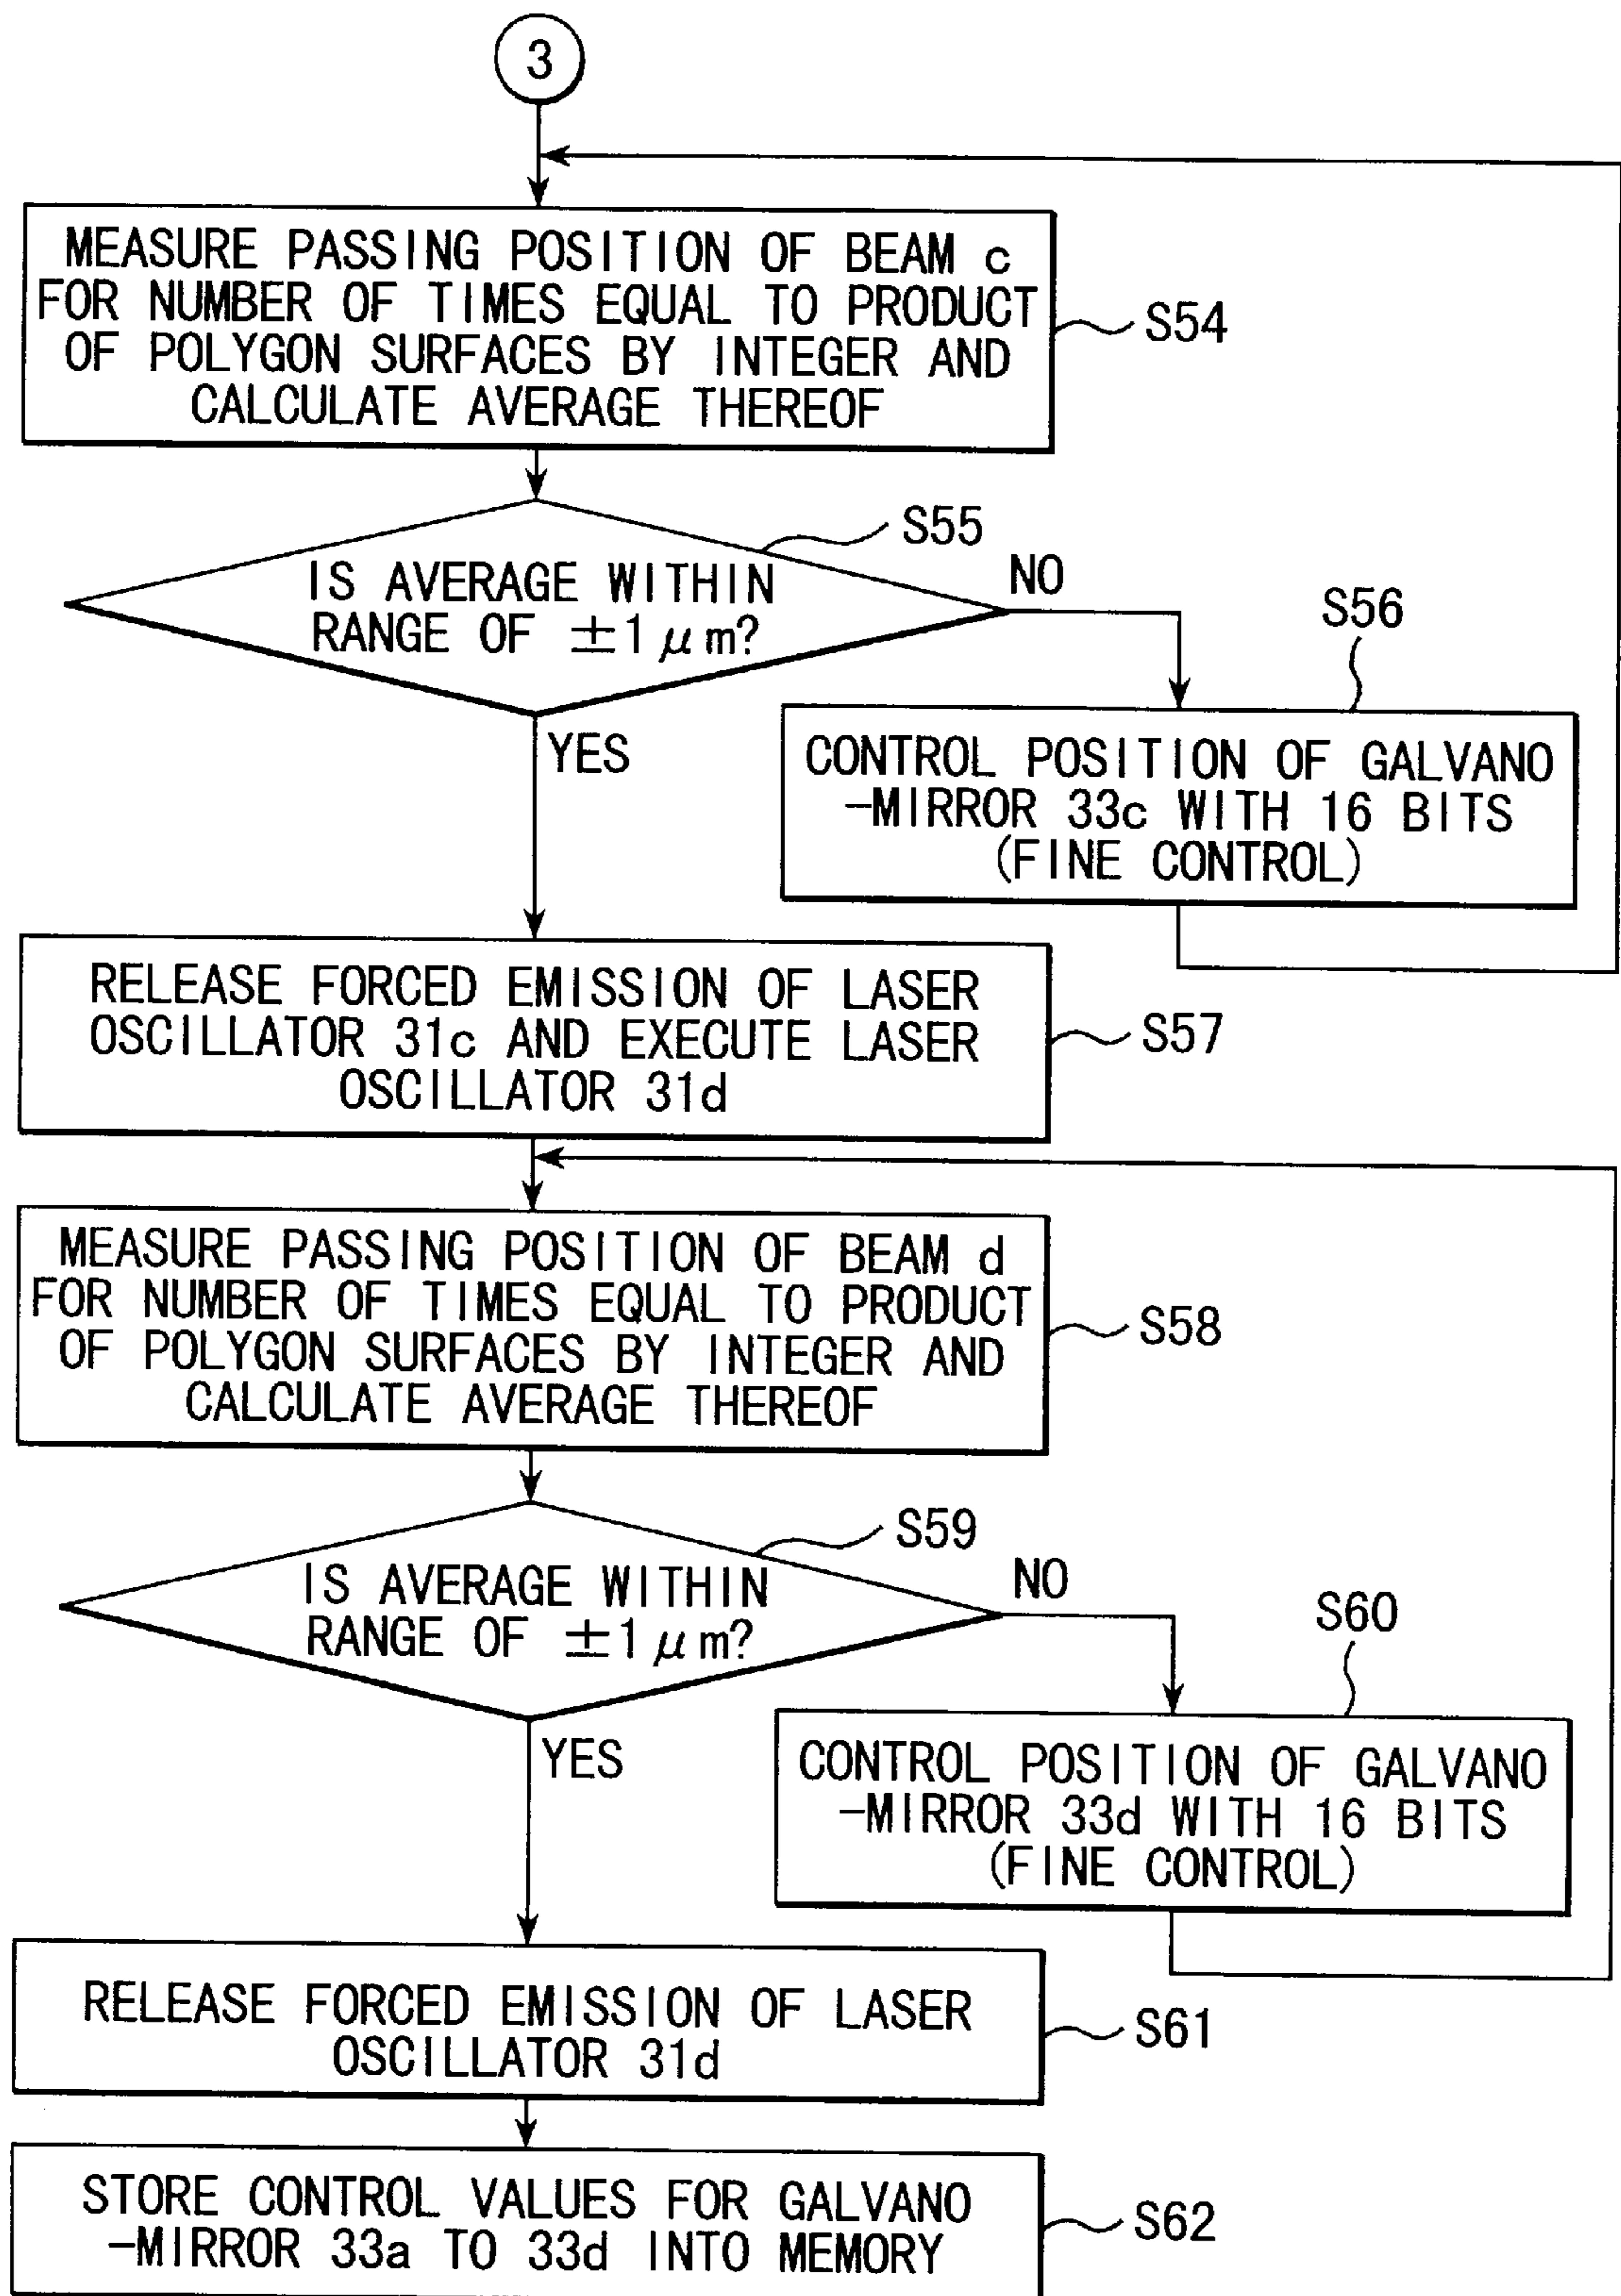 3
MEASURE PASSING POSITION OF BEAM c
FOR NUMBER OF TIMES EQUAL TO PRODUCT
OF POLYGON SURFACES BY INTEGER AND
CALCULATE AVERAGE THEREOF
S54
S55
IS AVERAGE WITHIN
RANGE OF ±1μm?
NO
YES
S56
CONTROL POSITION OF GALVANO
-MIRROR 33c WITH 16 BITS
(FINE CONTROL)
RELEASE FORCED EMISSION OF LASER
OSCILLATOR 31c AND EXECUTE LASER
OSCILLATOR 31d
S57
MEASURE PASSING POSITION OF BEAM d
FOR NUMBER OF TIMES EQUAL TO PRODUCT
OF POLYGON SURFACES BY INTEGER AND
CALCULATE AVERAGE THEREOF
S58
S59
IS AVERAGE WITHIN
RANGE OF ±1μm?
NO
YES
S60
CONTROL POSITION OF GALVANO
-MIRROR 33d WITH 16 BITS
(FINE CONTROL)
RELEASE FORCED EMISSION OF LASER
OSCILLATOR 31d
S61
STORE CONTROL VALUES FOR GALVANO
-MIRROR 33a TO 33d INTO MEMORY
S62